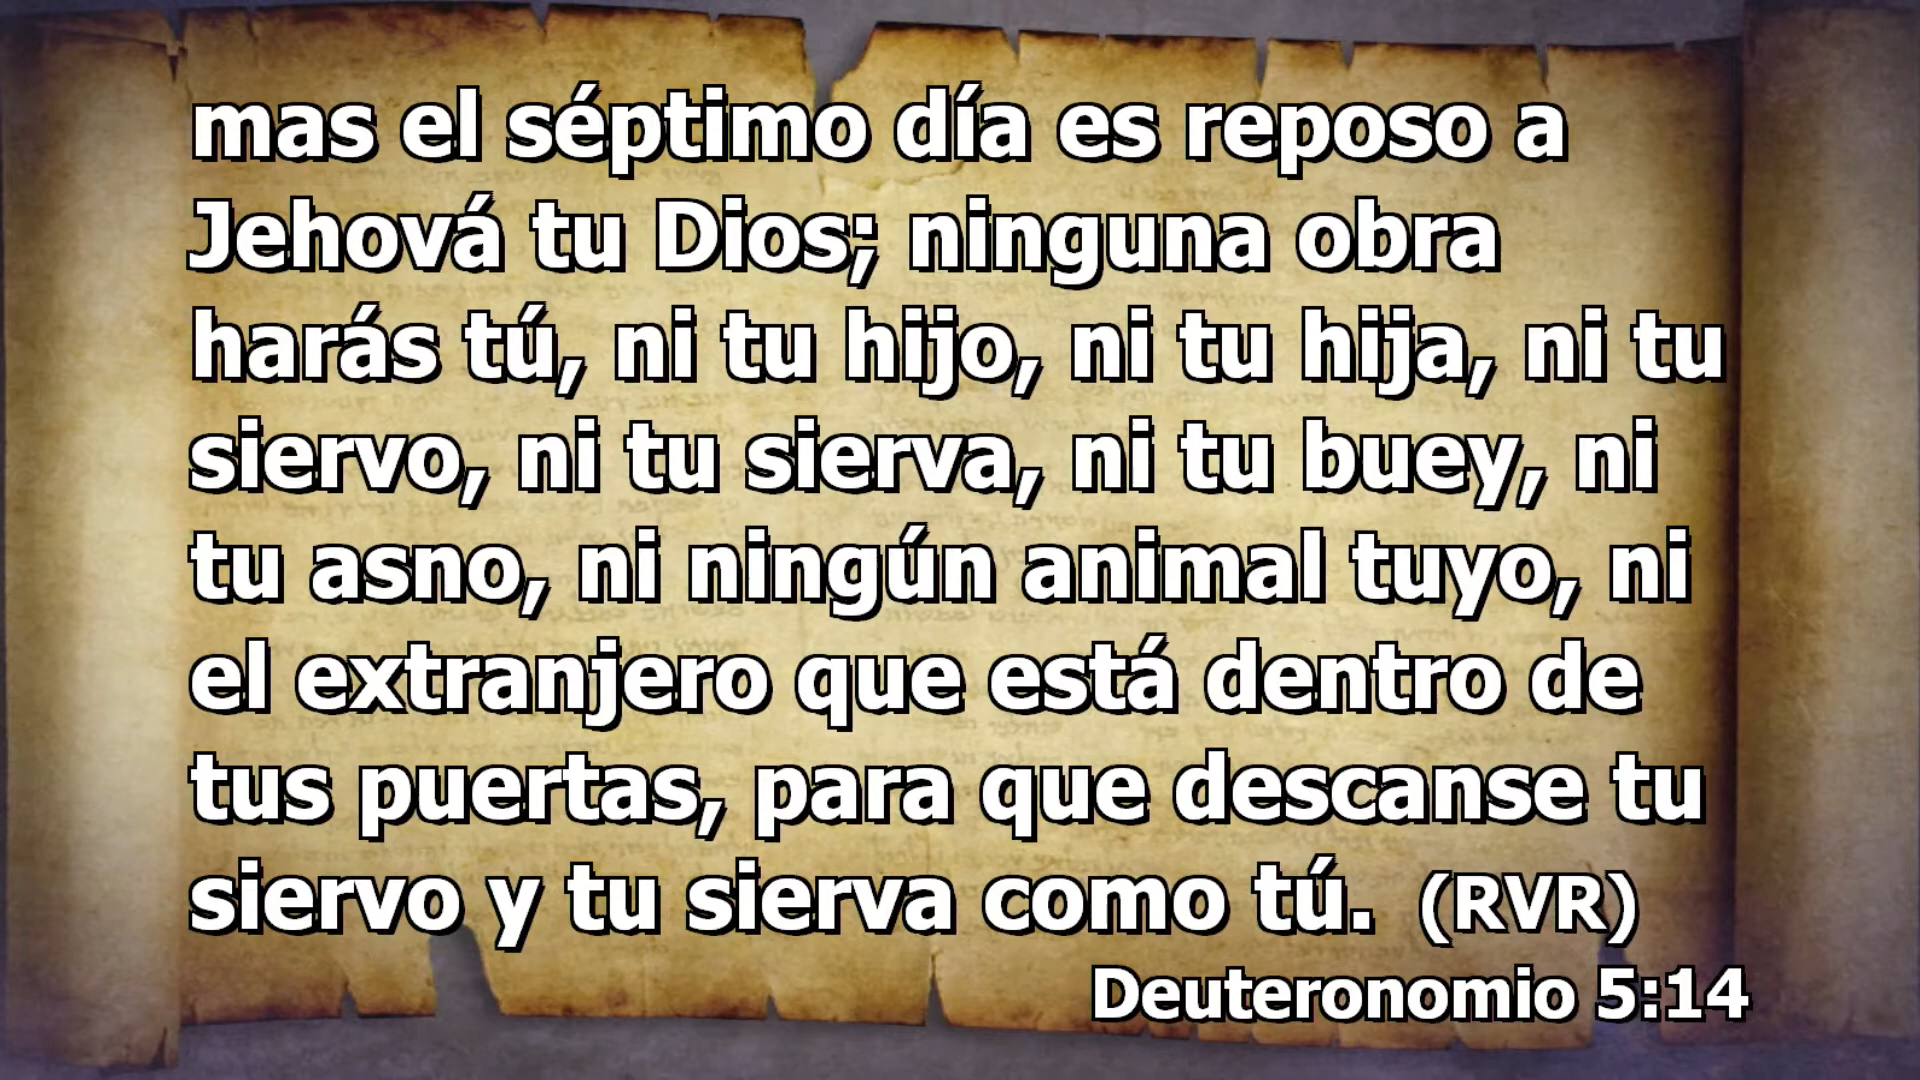 mas el séptimo día es reposo a
Jehová tu Dios; ninguna obra
harás tú, ni tu hijo, ni tu hija, ni tu
siervo, ni tu sierva, ni tu buey, ni
tu asno, ni ningún animal tuyo, ni
el extranjero que está dentro de
tus puertas, para que descanse tu
siervo y tu sierva como tú. (RVR)
Deuteronomio 5:14